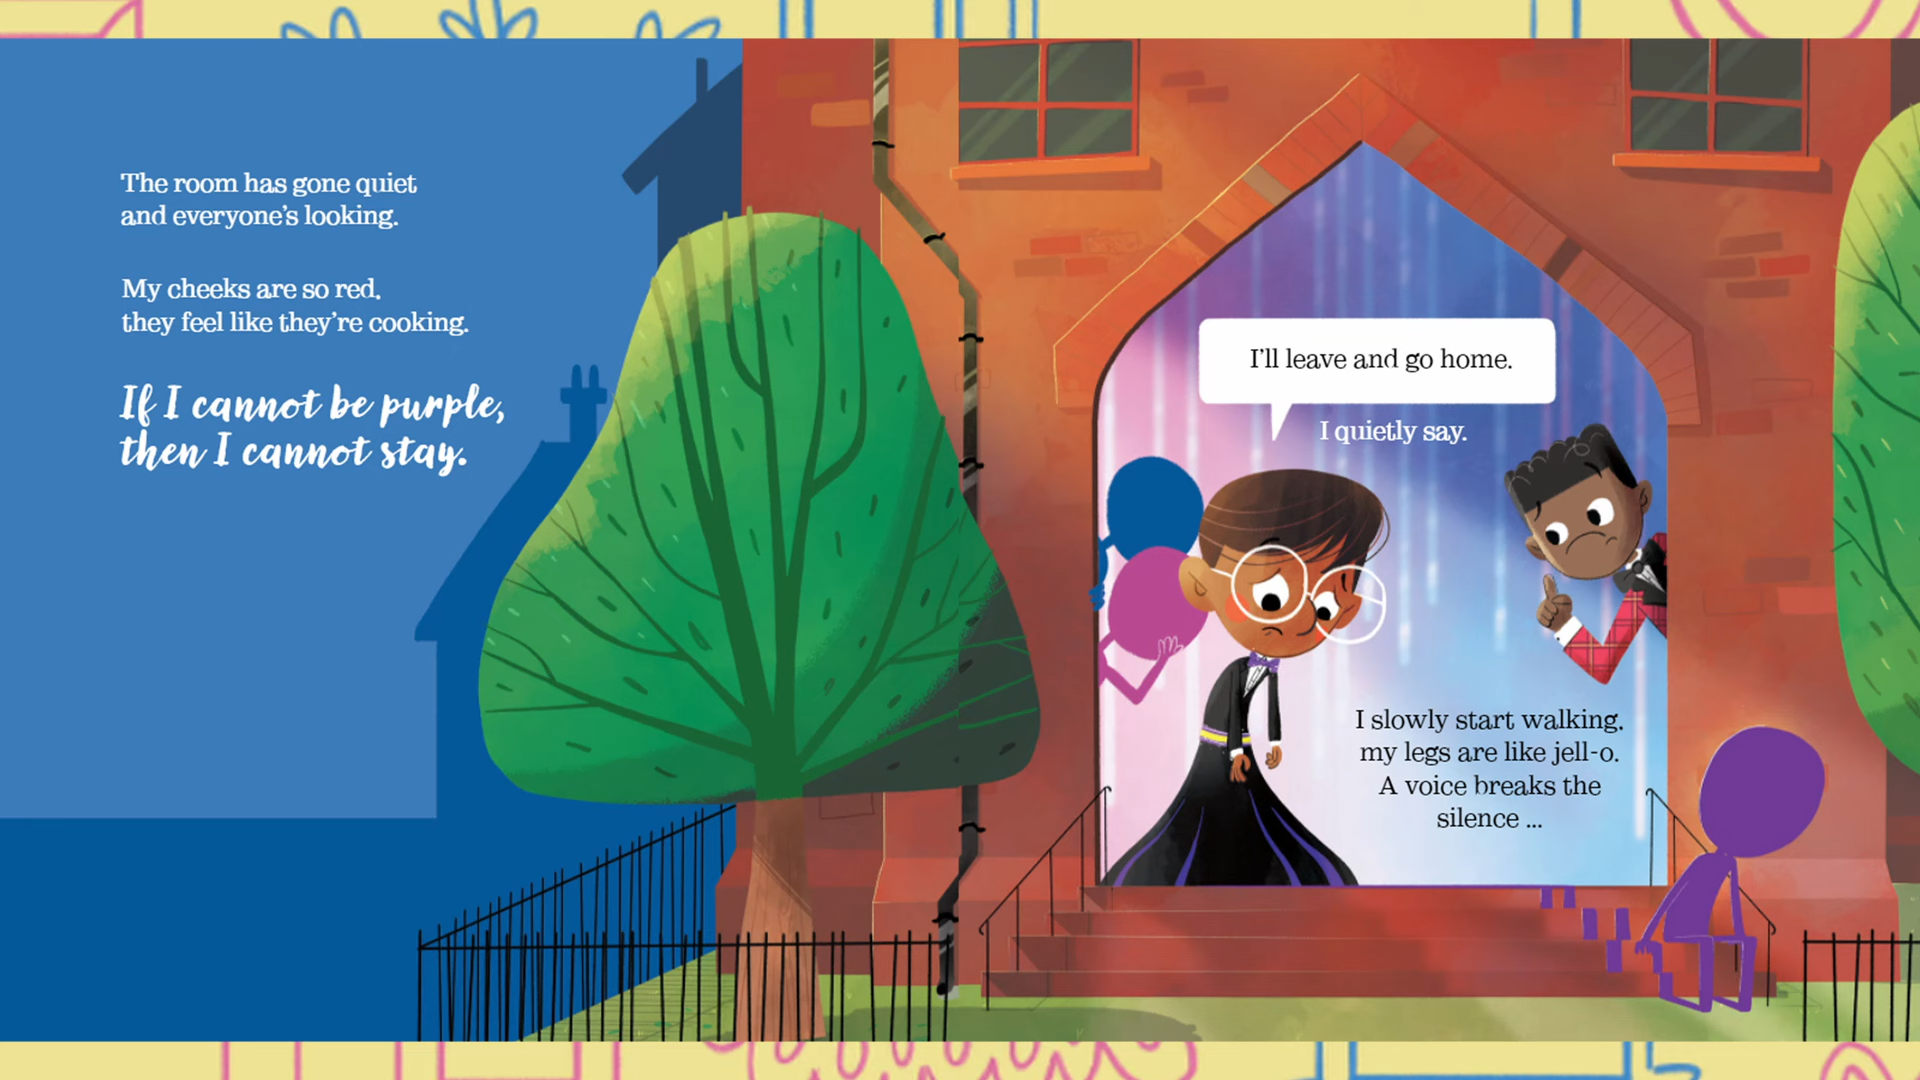 The room has gone quiet
and everyone's looking.
My cheeks are so red,
they feel like they're cooking.
If I cannot be purple,
then I cannot stay.
I'll leave and go home.
I quietly say.
I slowly start walking,
my legs are like jell-o.
A voice breaks the
silence ...